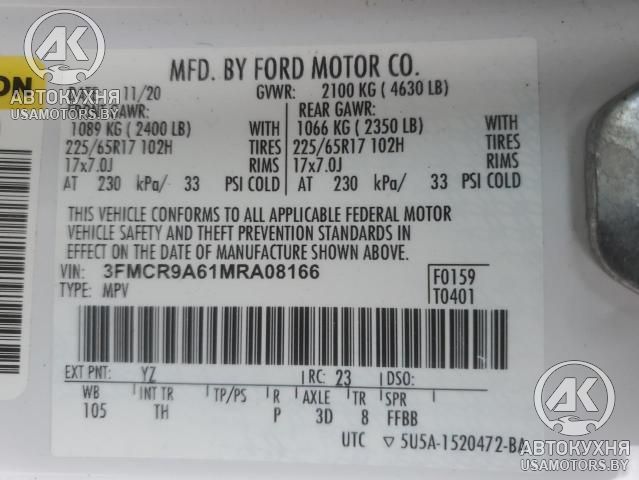 MFD. BY FORD MOTOR CO.
11/20 GVWR: 2100 KG ( 4630 LB)
FRONT GAWR: REAR GAWR:
1089 KG ( 2400 LB) WITH 1066 KG ( 2350 LB) WITH
225/65R17 102H TIRES 225/65R17 102H TIRES
17x7.0J RIMS 17x7.0J RIMS
AT 230 kPa/ 33 PSI COLD AT 230 kPa/ 33 PSI COLD
THIS VEHICLE CONFORMS TO ALL APPLICABLE FEDERAL MOTOR
VEHICLE SAFETY AND THEFT PREVENTION STANDARDS IN
EFFECT ON THE DATE OF MANUFACTURE SHOWN ABOVE.
VIN: 3FMCR9A61MRA08166 F0159
TYPE: MPV T0401
EXT PNT: YZ RC: 23 DSO:
WB INT TR TP/PS R AXLE TR SPR
105 TH P 3D 8 FFBB
UTC ▽ 5U5A-1520472-BA
ON
АК
АВТОКУХНЯ
USAMOTORS.BY
АК
АВТОКУХНЯ
USAMOTORS.BY